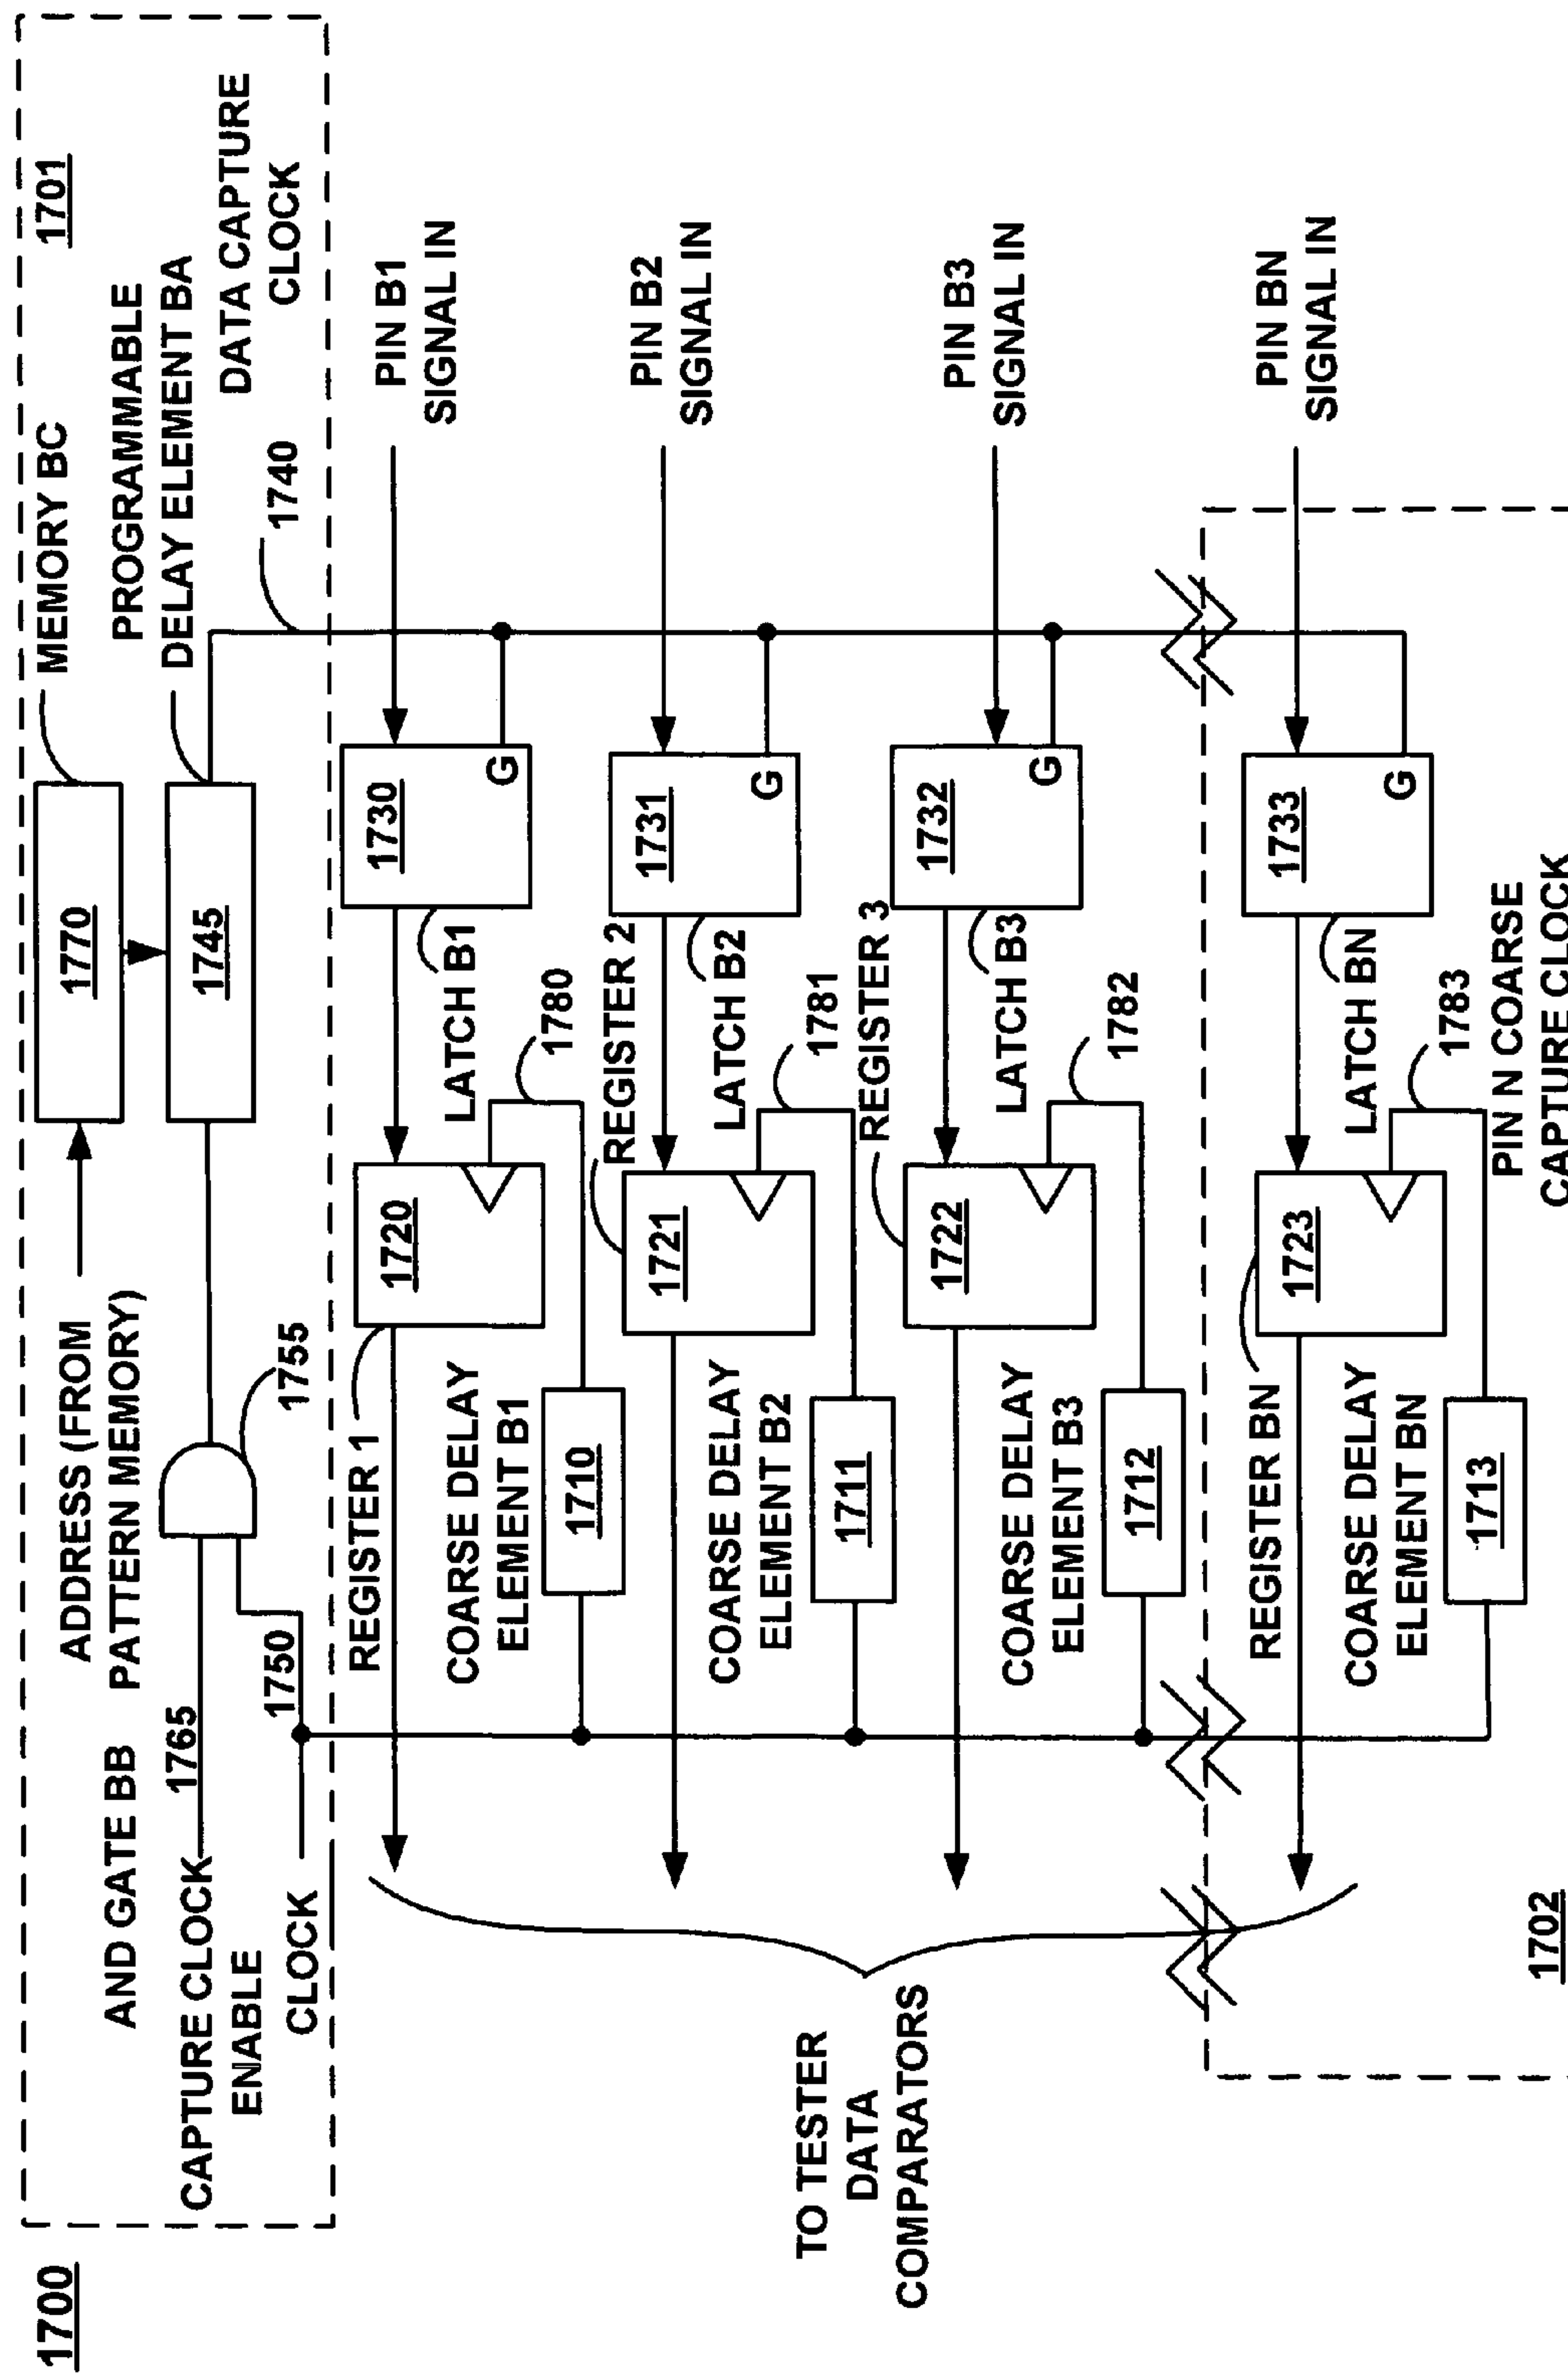 1700
1701
MEMORY BC
PROGRAMMABLE
DELAY ELEMENT BA
DATA CAPTURE
CLOCK
1740
1770
1745
ADDRESS (FROM
PATTERN MEMORY)
AND GATE BB
1755
1765
1750
CAPTURE CLOCK
ENABLE
CLOCK
PIN B1
SIGNAL IN
1730
G
LATCH B1
1780
1720
REGISTER 1
COARSE DELAY
ELEMENT B1
1710
PIN B2
SIGNAL IN
1731
G
REGISTER 2
LATCH B2
1781
1721
COARSE DELAY
ELEMENT B2
1711
PIN B3
SIGNAL IN
1732
G
REGISTER 3
LATCH B3
1782
1722
COARSE DELAY
ELEMENT B3
1712
TO TESTER
DATA
COMPARATORS
PIN BN
SIGNAL IN
1733
G
LATCH BN
1783
PIN N COARSE
CAPTURE CLOCK
1723
REGISTER BN
COARSE DELAY
ELEMENT BN
1713
1702